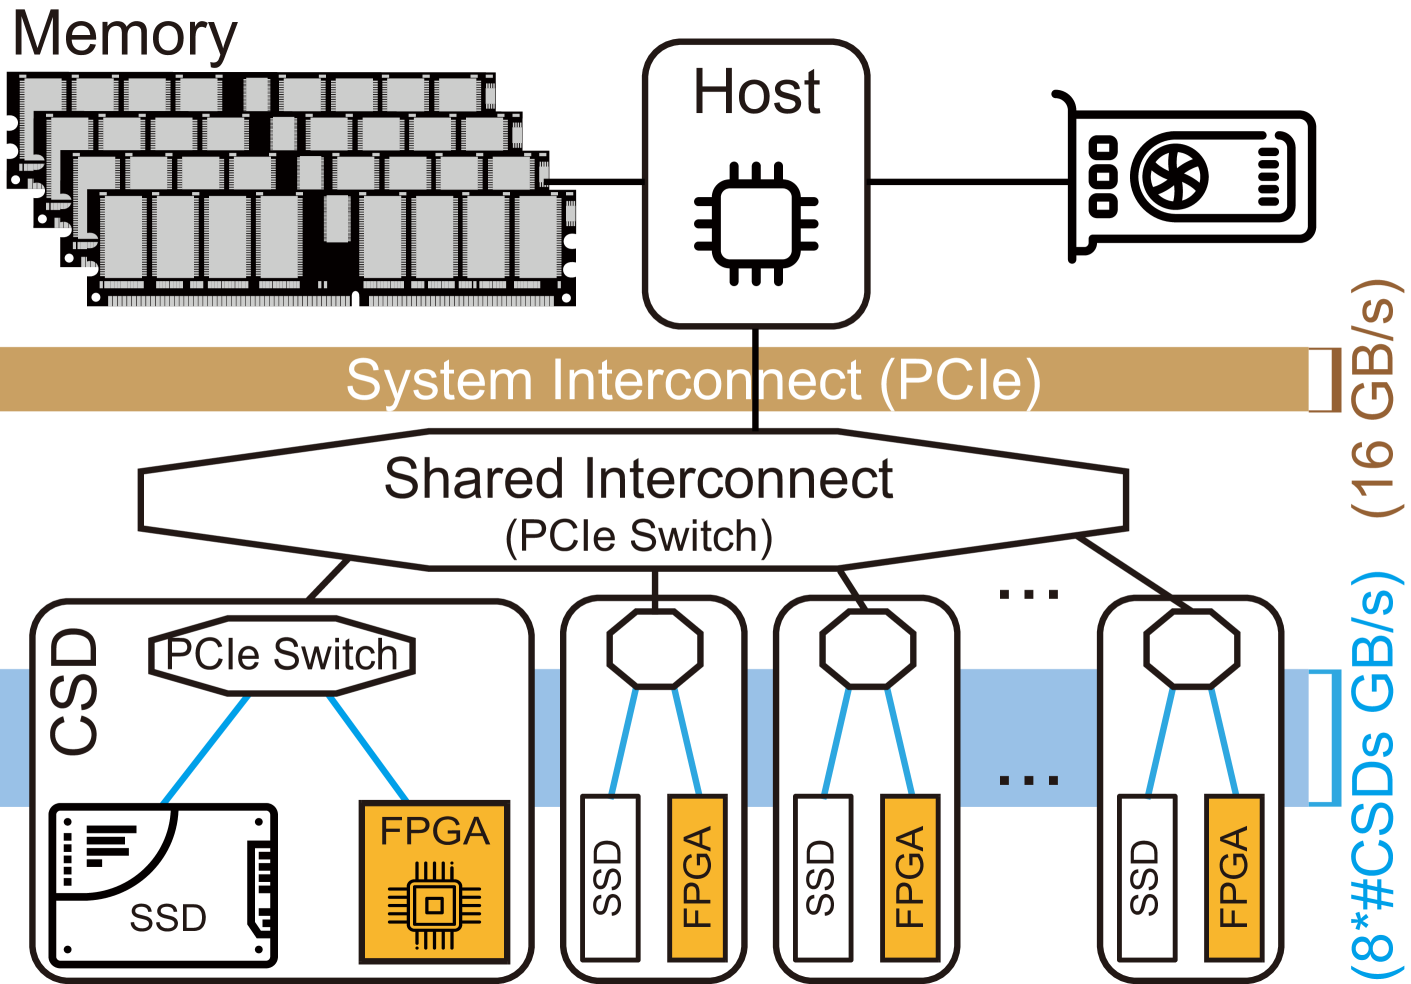 Memory
Host
System Interconnect (PCIe)
(16 GB/s)
Shared Interconnect
(PCIe Switch)
...
CSD
PCIe Switch
SSD
FPGA
SSD
FPGA
SSD
FPGA
...
SSD
FPGA
(8*#CSDs GB/s)